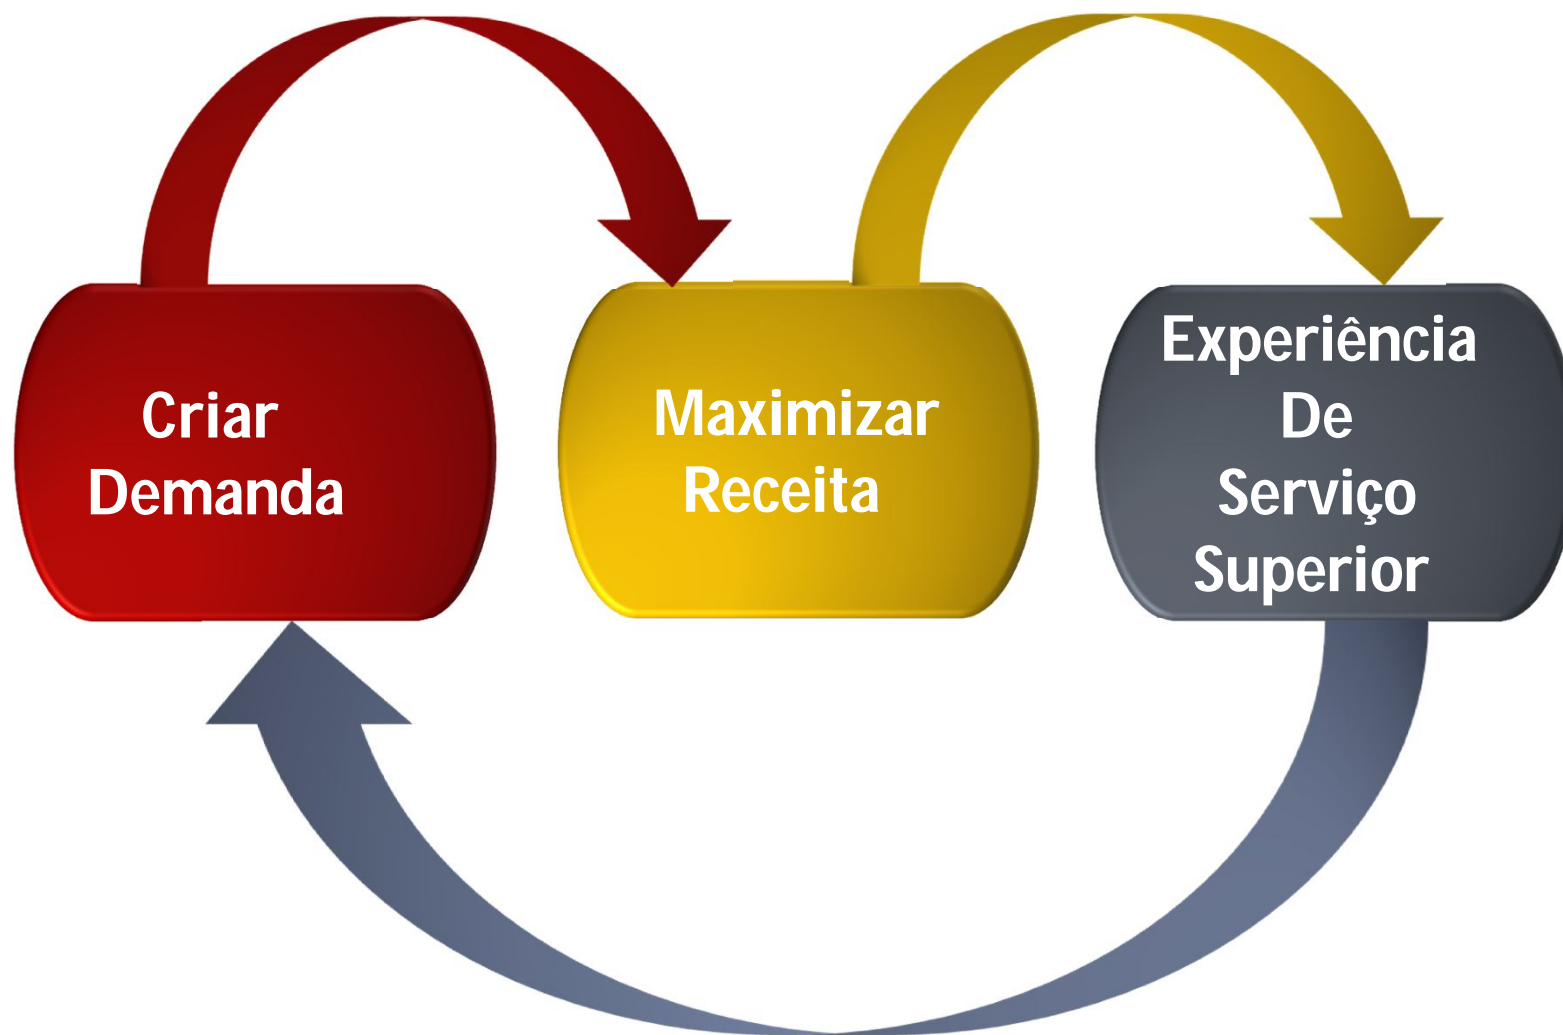 Criar
Demanda
Maximizar
Receita
Experiência
De
Serviço
Superior